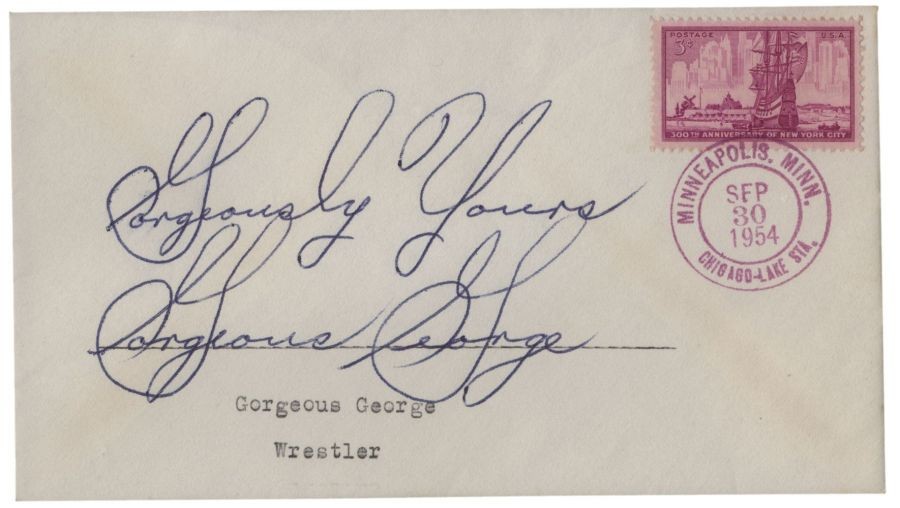 POSTAGE U.S.A.
3¢
300TH ANNIVERSARY OF NEW YORK CITY
MINNEAPOLIS, MINN.
SEP
30
1954
CHICAGO-LAKE STA.
Gorgeously Yours
Gorgeous George
Gorgeous George
Wrestler